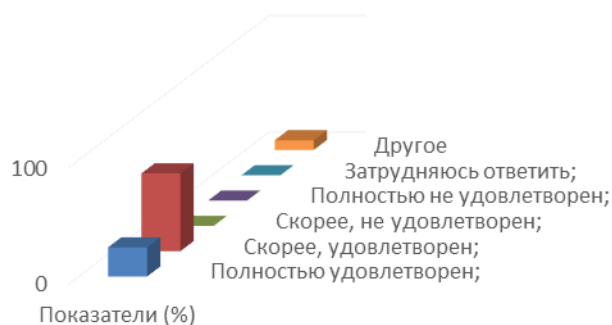 100
0
Другое
Затрудняюсь ответить;
Полностью не удовлетворен;
Скорее, не удовлетворен;
Скорее, удовлетворен;
Полностью удовлетворен;
Показатели (%)